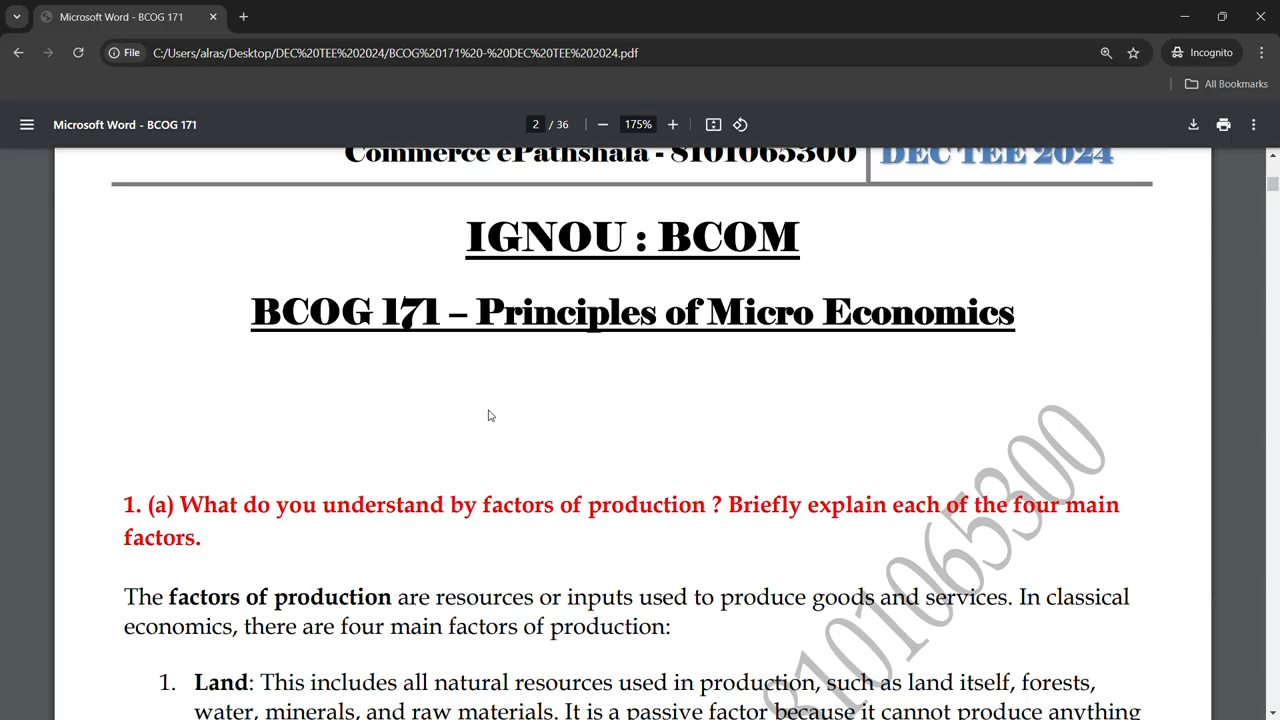 Microsoft Word - BCOG 171
File C:/Users/alras/Desktop/DEC%20TEE%202024/BCOG%20171%20-%20DEC%20TEE%202024.pdf
Incognito
All Bookmarks
Microsoft Word - BCOG 171
2 / 36
175%
Commerce ePathshala - 8101065300 DEC TEE 2024
IGNOU : BCOM
BCOG 171 – Principles of Micro Economics
1. (a) What do you understand by factors of production ? Briefly explain each of the four main
factors.
The factors of production are resources or inputs used to produce goods and services. In classical
economics, there are four main factors of production:
1. Land: This includes all natural resources used in production, such as land itself, forests,
water, minerals, and raw materials. It is a passive factor because it cannot produce anything
8101065300